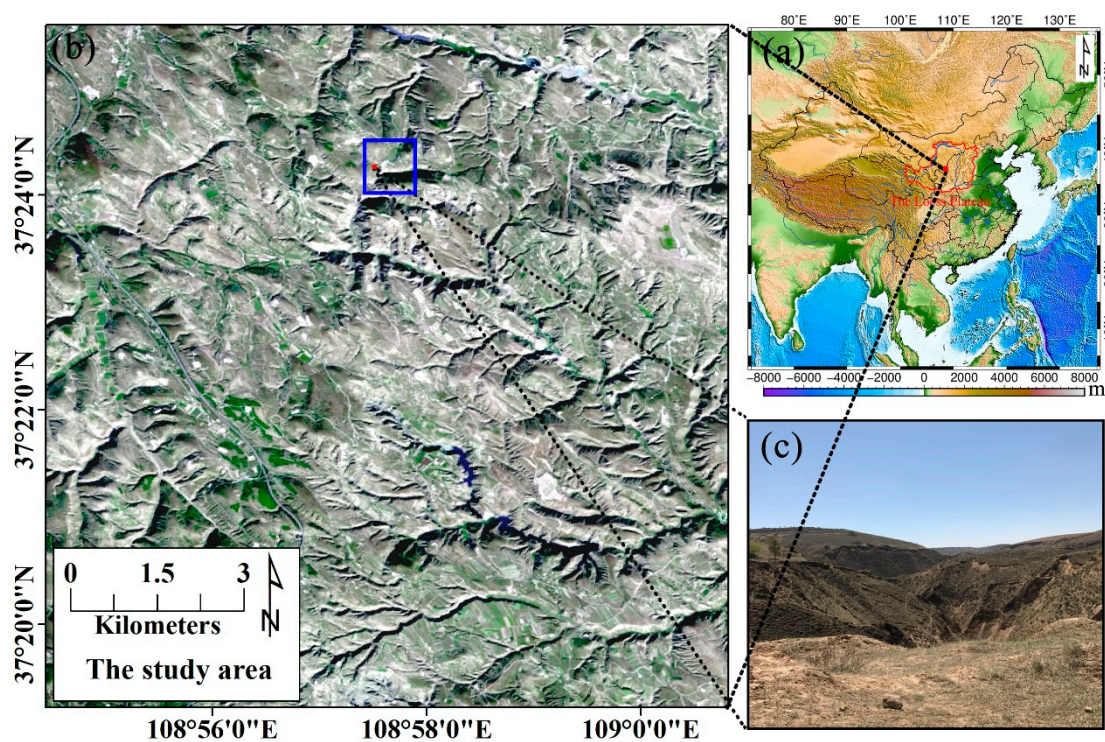 (b)
37°24'0"N
37°22'0"N
37°20'0"N
108°56'0"E
108°58'0"E
109°0'0"E
0 1.5 3
Kilometers
N
The study area
80°E 90°E 100°E 110°E 120°E 130°E
(a)
N
The Loess Plateau
−8000 −6000 −4000 −2000 0 2000 4000 6000 8000
m
(c)